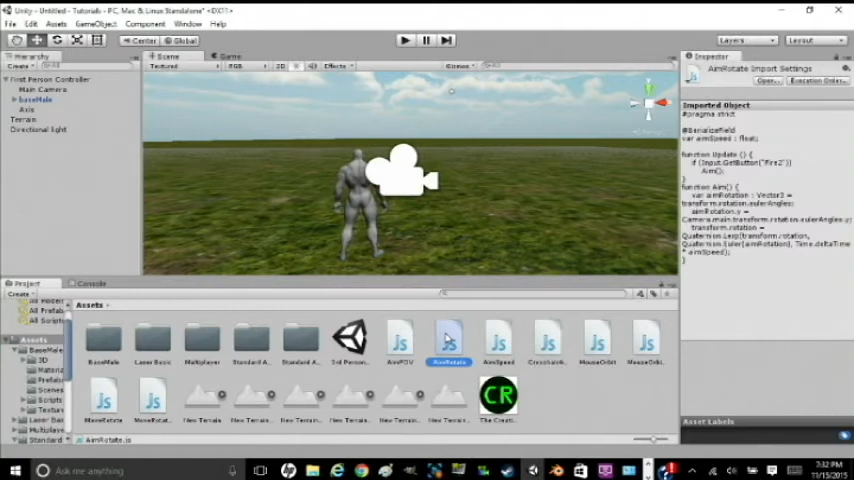 Unity - Untitled - Tutorials - PC, Mac & Linux Standalone* <DX11>
File Edit Assets GameObject Component Window Help
Center Global
Layers Layout
Hierarchy
Create All
First Person Controller
Main Camera
baseMale
Axis
Terrain
Directional light
Scene Game
Textured RGB 2D Effects Gizmos All
Inspector
AimRotate Import Settings
Open... Execution Order...
Imported Object
#pragma strict
@SerializeField
var aimSpeed : float;
function Update () {
if (Input.GetButton("Fire2"))
Aim();
}
function Aim() {
var aimRotation : Vector3 =
transform.rotation.eulerAngles;
aimRotation.y =
Camera.main.transform.rotation.eulerAngles.y;
transform.rotation =
Quaternion.Lerp(transform.rotation,
Quaternion.Euler(aimRotation), Time.deltaTime
* aimSpeed);
}
Project Console
Create
All Prefab
All Scripts
Assets
BaseMale
3D
Prefab
Scenes
Scripts
Multiplayer
Standard
Assets
BaseMale Laser Basic Multiplayer Standard A... Standard A... 3rd Person... AimFOV AimRotate AimSpeed MouseOrbit MouseOrbi...
MoveRotate MoveRotat... New Terrain New Terrain... New Terrain... New Terrain... New Terrain... New Terrain... The Creati...
CR
AimRotate.js
Asset Labels
Ask me anything
7:32 PM
11/15/2015